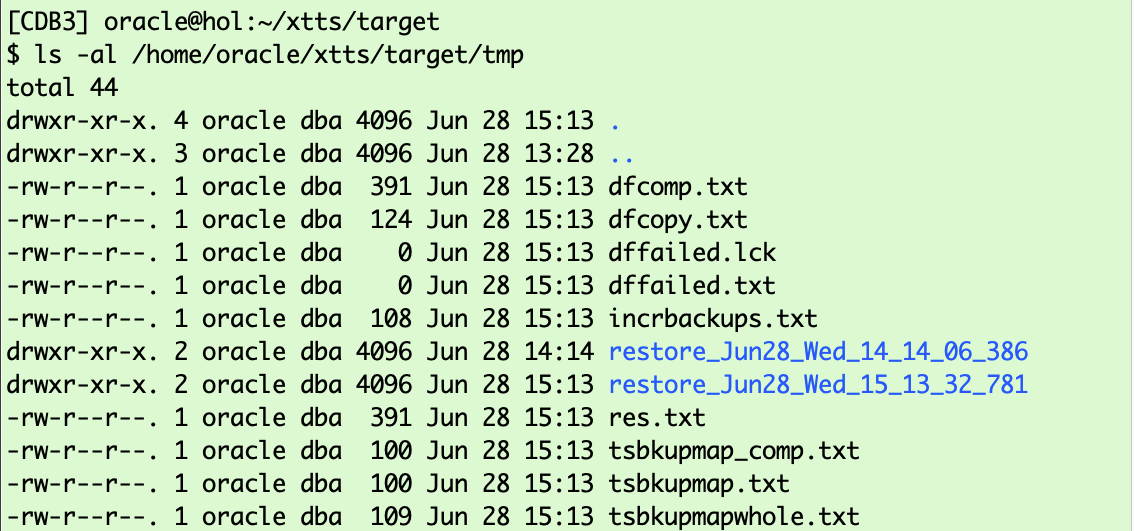 [CDB3] oracle@hol:~/xtts/target
$ ls -al /home/oracle/xtts/target/tmp
total 44
drwxr-xr-x. 4 oracle dba 4096 Jun 28 15:13 .
drwxr-xr-x. 3 oracle dba 4096 Jun 28 13:28 ..
-rw-r--r--. 1 oracle dba  391 Jun 28 15:13 dfcomp.txt
-rw-r--r--. 1 oracle dba  124 Jun 28 15:13 dfcopy.txt
-rw-r--r--. 1 oracle dba    0 Jun 28 15:13 dffailed.lck
-rw-r--r--. 1 oracle dba    0 Jun 28 15:13 dffailed.txt
-rw-r--r--. 1 oracle dba  108 Jun 28 15:13 incrbackups.txt
drwxr-xr-x. 2 oracle dba 4096 Jun 28 14:14 restore_Jun28_Wed_14_14_06_386
drwxr-xr-x. 2 oracle dba 4096 Jun 28 15:13 restore_Jun28_Wed_15_13_32_781
-rw-r--r--. 1 oracle dba  391 Jun 28 15:13 res.txt
-rw-r--r--. 1 oracle dba  100 Jun 28 15:13 tsbkupmap_comp.txt
-rw-r--r--. 1 oracle dba  100 Jun 28 15:13 tsbkupmap.txt
-rw-r--r--. 1 oracle dba  109 Jun 28 15:13 tsbkupmapwhole.txt